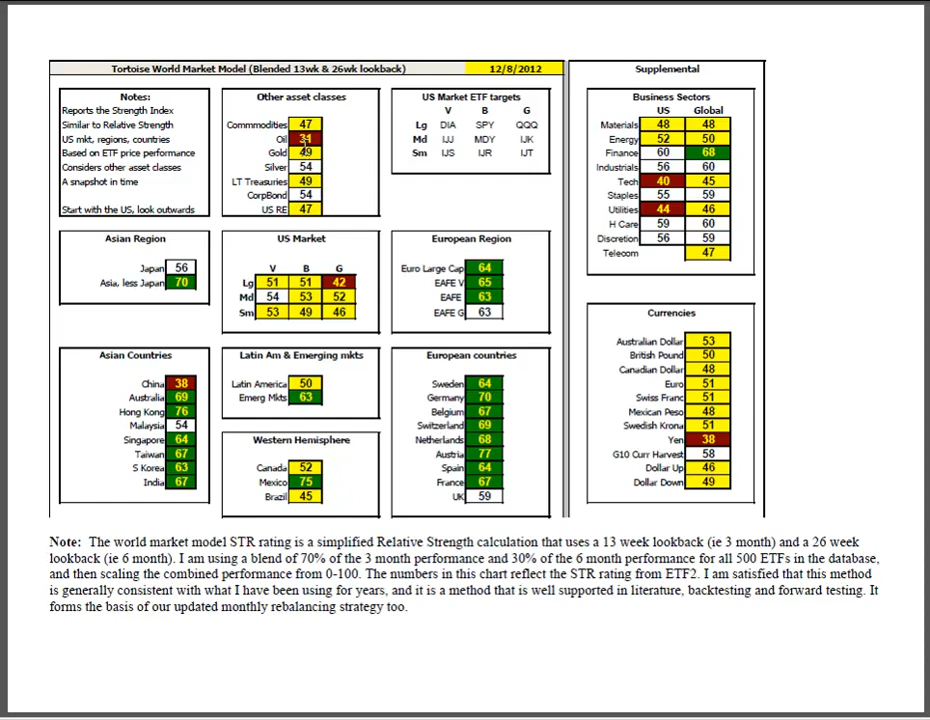 Tortoise World Market Model (Blended 13wk & 26wk lookback) 12/8/2012
Notes:
Reports the Strength Index
Similar to Relative Strength
US mkt, regions, countries
Based on ETF price performance
Considers other asset classes
A snapshot in time
Start with the US, look outwards
Other asset classes
Commmodities 47
Oil 31
Gold 49
Silver 54
LT Treasuries 49
CorpBond 54
US RE 47
US Market ETF targets
V B G
Lg DIA SPY QQQ
Md IJJ MDY IJK
Sm IJS IJR IJT
Asian Region
Japan 56
Asia, less Japan 70
US Market
V B G
Lg 51 51 42
Md 54 53 52
Sm 53 49 46
European Region
Euro Large Cap 64
EAFE V 65
EAFE 63
EAFE G 63
Asian Countries
China 38
Australia 69
Hong Kong 76
Malaysia 54
Singapore 64
Taiwan 67
S Korea 63
India 67
Latin Am & Emerging mkts
Latin America 50
Emerg Mkts 63
Western Hemisphere
Canada 52
Mexico 75
Brazil 45
European countries
Sweden 64
Germany 70
Belgium 67
Switzerland 69
Netherlands 68
Austria 77
Spain 64
France 67
UK 59
Supplemental
Business Sectors
US Global
Materials 48 48
Energy 52 50
Finance 60 68
Industrials 56 60
Tech 40 45
Staples 55 59
Utilities 44 46
H Care 59 60
Discretion 56 59
Telecom 47
Currencies
Australian Dollar 53
British Pound 50
Canadian Dollar 48
Euro 51
Swiss Franc 51
Mexican Peso 48
Swedish Krona 51
Yen 38
G10 Curr Harvest 58
Dollar Up 46
Dollar Down 49
Note: The world market model STR rating is a simplified Relative Strength calculation that uses a 13 week lookback (ie 3 month) and a 26 week
lookback (ie 6 month). I am using a blend of 70% of the 3 month performance and 30% of the 6 month performance for all 500 ETFs in the database,
and then scaling the combined performance from 0-100. The numbers in this chart reflect the STR rating from ETF2. I am satisfied that this method
is generally consistent with what I have been using for years, and it is a method that is well supported in literature, backtesting and forward testing. It
forms the basis of our updated monthly rebalancing strategy too.